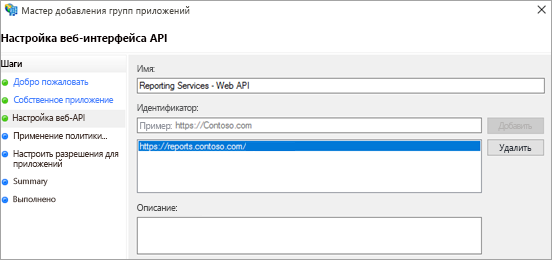 Мастер добавления групп приложений
Настройка веб-интерфейса API
Шаги
Добро пожаловать
Собственное приложение
Настройка веб-API
Применение политики...
Настроить разрешения для
приложений
Summary
Выполнено
Имя:
Reporting Services - Web API
Идентификатор:
Пример: https://Contoso.com
Добавить
https://reports.contoso.com/
Удалить
Описание: